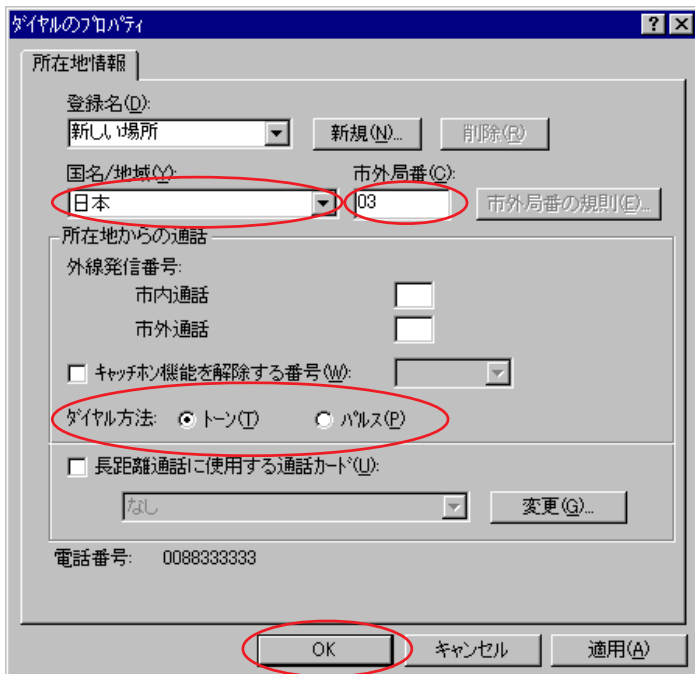 ﾀﾞｲﾔﾙのﾌﾟﾛﾊﾟﾃｨ
所在地情報
登録名(D):
新しい場所 新規(N)... 削除(R)
国名/地域(Y): 市外局番(C):
日本 03 市外局番の規則(E)...
所在地からの通話
外線発信番号:
市内通話
市外通話
ｷｬｯﾁﾎﾝ機能を解除する番号(W):
ﾀﾞｲﾔﾙ方法: ﾄｰﾝ(T) ﾊﾟﾙｽ(P)
長距離通話に使用する通話ｶｰﾄﾞ(U):
なし 変更(G)...
電話番号: 0088333333
OK キャンセル 適用(A)